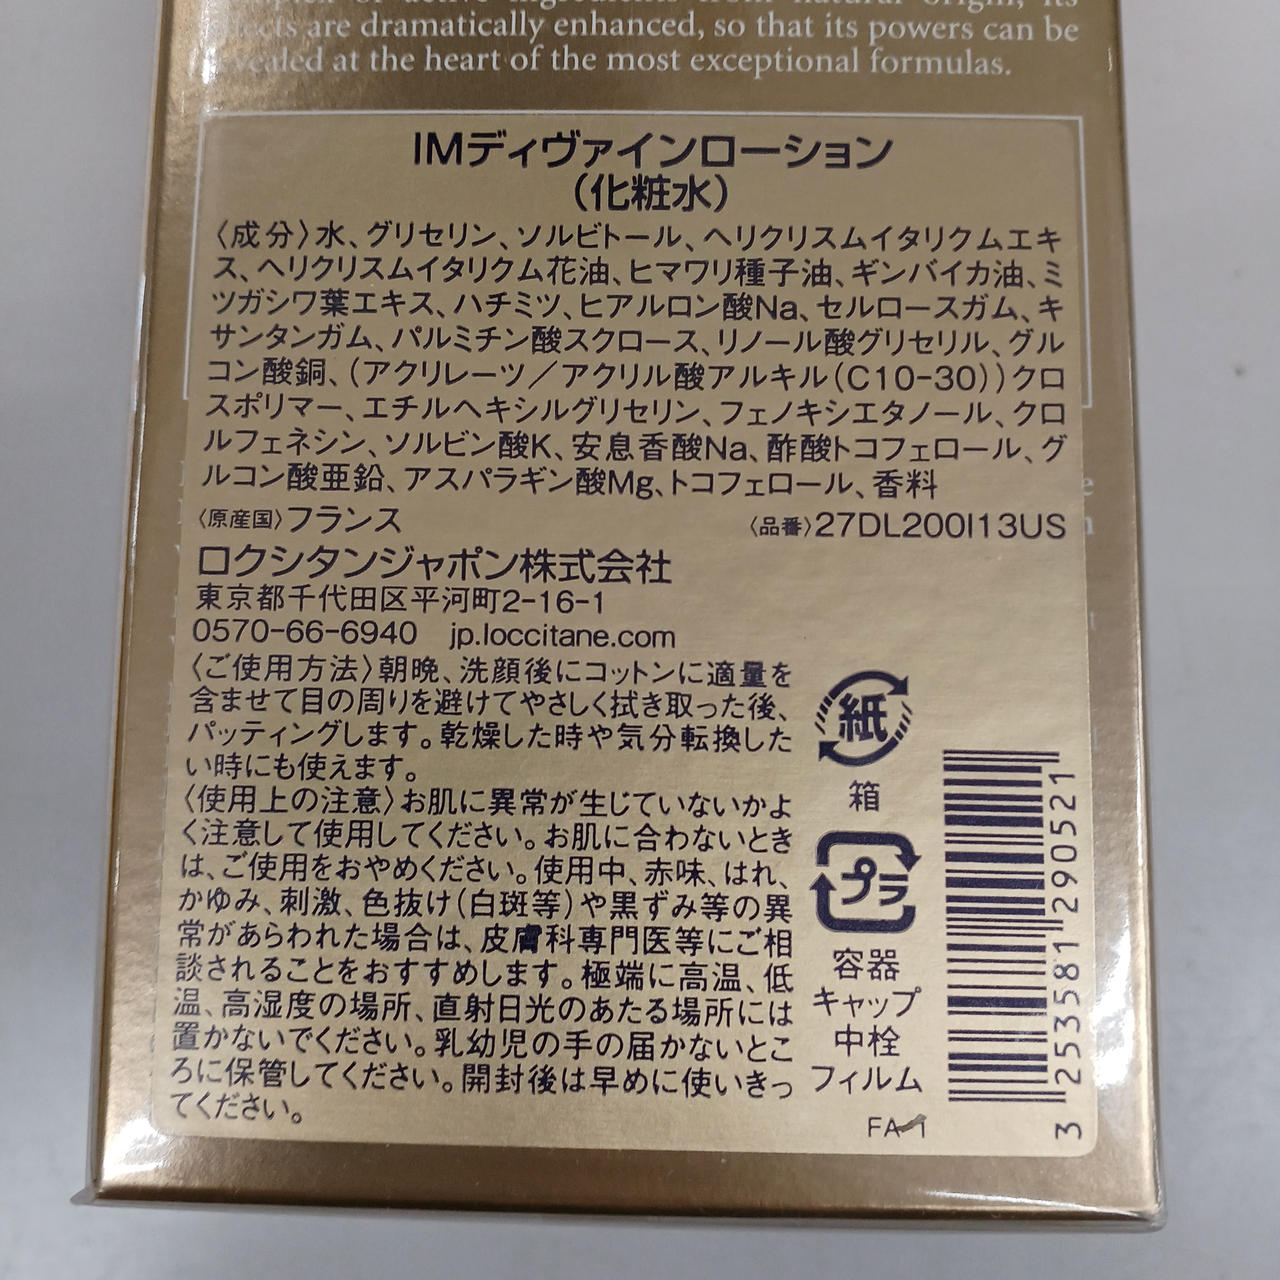 of active ingredients from natural origin, its
are dramatically enhanced, so that its powers can be
at the heart of the most exceptional formulas.
IMディヴァインローション
（化粧水）
〈成分〉水、グリセリン、ソルビトール、ヘリクリスムイタリクムエキ
ス、ヘリクリスムイタリクム花油、ヒマワリ種子油、ギンバイカ油、ミ
ツガシワ葉エキス、ハチミツ、ヒアルロン酸Na、セルロースガム、キ
サンタンガム、パルミチン酸スクロース、リノール酸グリセリル、グル
コン酸銅、（アクリレーツ／アクリル酸アルキル（C10-30））クロ
スポリマー、エチルヘキシルグリセリン、フェノキシエタノール、クロ
ルフェネシン、ソルビン酸K、安息香酸Na、酢酸トコフェロール、グ
ルコン酸亜鉛、アスパラギン酸Mg、トコフェロール、香料
〈原産国〉フランス 〈品番〉27DL200I13US
ロクシタンジャポン株式会社
東京都千代田区平河町2-16-1
0570-66-6940 jp.loccitane.com
〈ご使用方法〉朝晩、洗顔後にコットンに適量を
含ませて目の周りを避けてやさしく拭き取った後、
パッティングします。乾燥した時や気分転換した
い時にも使えます。
〈使用上の注意〉お肌に異常が生じていないかよ
く注意して使用してください。お肌に合わないとき
は、ご使用をおやめください。使用中、赤味、はれ、
かゆみ、刺激、色抜け（白斑等）や黒ずみ等の異
常があらわれた場合は、皮膚科専門医等にご相
談されることをおすすめします。極端に高温、低
温、高湿度の場所、直射日光のあたる場所には
置かないでください。乳幼児の手の届かないとこ
ろに保管してください。開封後は早めに使いきっ
てください。
紙
箱
プラ
容器
キャップ
中栓
フィルム
FA-1
3 253581 290521